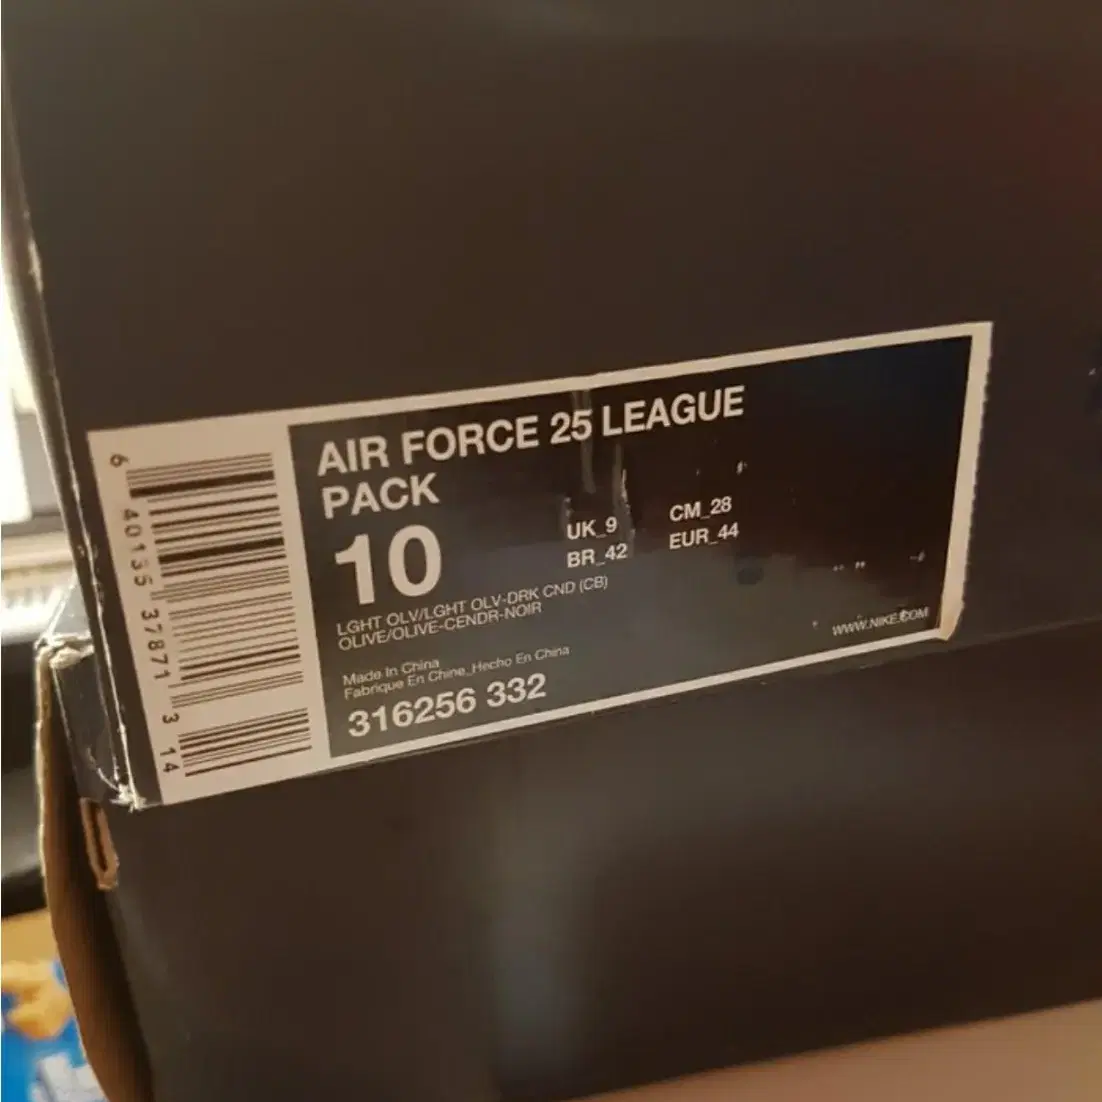 AIR FORCE 25 LEAGUE
PACK
10
UK_9
CM_28
BR_42
EUR_44
LGHT OLV/LGHT OLV-DRK CND (CB)
OLIVE/OLIVE-CENDR-NOIR
WWW.NIKE.COM
Made In China
Fabrique En Chine_Hecho En China
316256 332
6 40135 37871 3 14